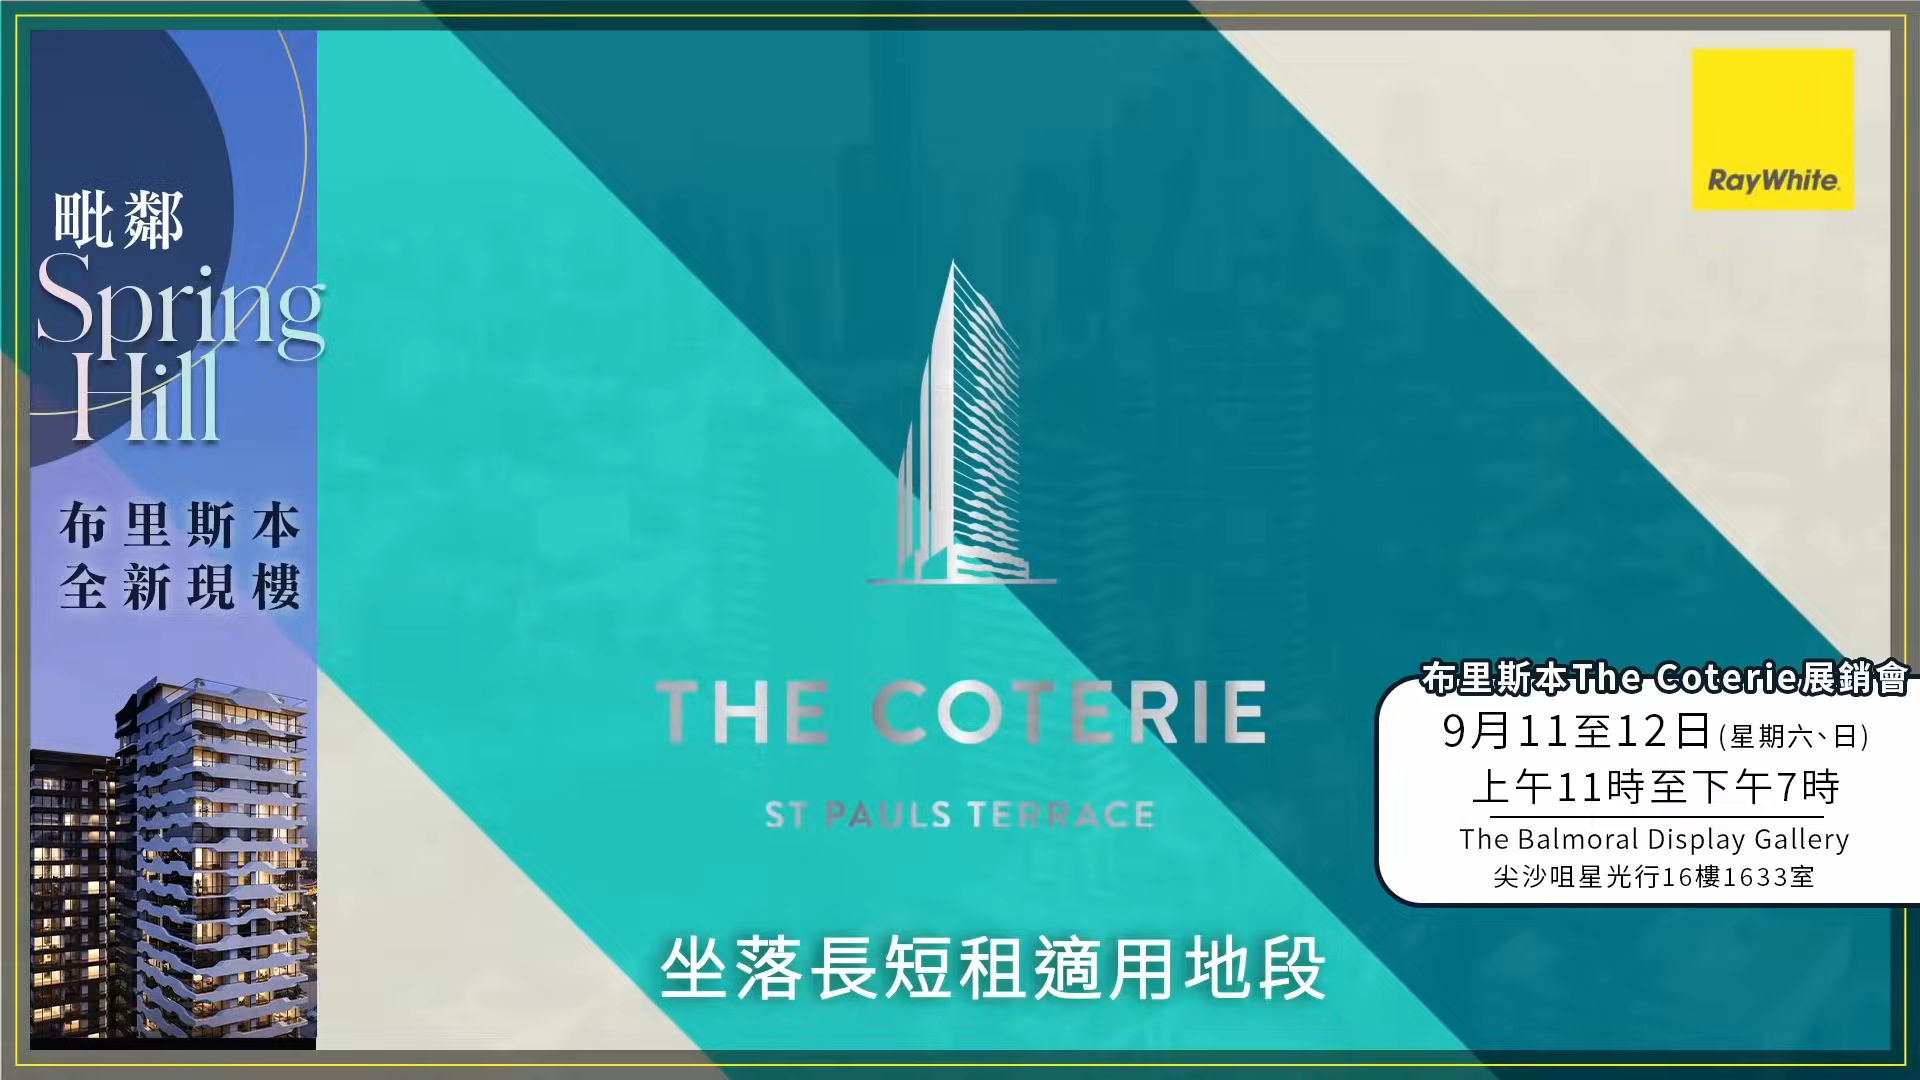 毗鄰
Spring
Hill
布里斯本
全新現樓
RayWhite.
THE COTERIE
ST PAULS TERRACE
坐落長短租適用地段
布里斯本The Coterie展銷會
9月11至12日(星期六、日)
上午11時至下午7時
The Balmoral Display Gallery
尖沙咀星光行16樓1633室